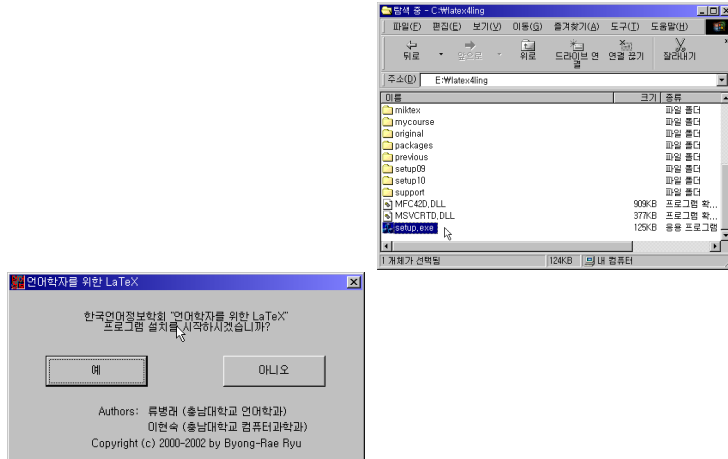 탐색 중 - C:₩latex4ling
파일(F) 편집(E) 보기(V) 이동(G) 즐겨찾기(A) 도구(T) 도움말(H)
뒤로 앞으로 위로 드라이브 연결 연결 끊기 잘라내기
주소(D) E:₩latex4ling
이름 크기 종류
miktex 파일 폴더
mycourse 파일 폴더
original 파일 폴더
packages 파일 폴더
previous 파일 폴더
setup09 파일 폴더
setup10 파일 폴더
support 파일 폴더
MFC42D.DLL 909KB 프로그램 확...
MSVCRTD.DLL 377KB 프로그램 확...
setup.exe 125KB 응용 프로그램
1 개체가 선택됨 124KB 내 컴퓨터
언어학자를 위한 LaTeX
한국언어정보학회 "언어학자를 위한 LaTeX"
프로그램 설치를 시작하시겠습니까?
예 아니오
Authors: 류병래 (충남대학교 언어학과)
이현숙 (충남대학교 컴퓨터과학과)
Copyright (c) 2000-2002 by Byong-Rae Ryu